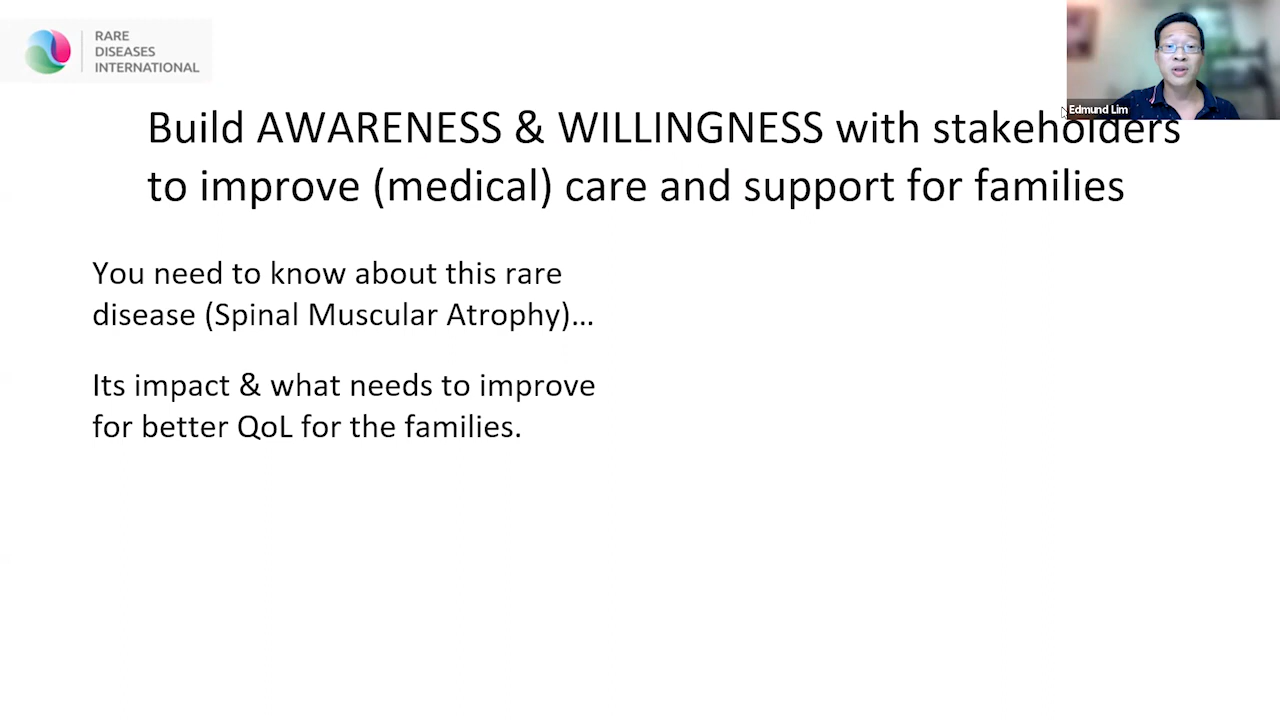 RARE
DISEASES
INTERNATIONAL
Edmund Lim
Build AWARENESS & WILLINGNESS with stakeholders
to improve (medical) care and support for families
You need to know about this rare
disease (Spinal Muscular Atrophy)…
Its impact & what needs to improve
for better QoL for the families.